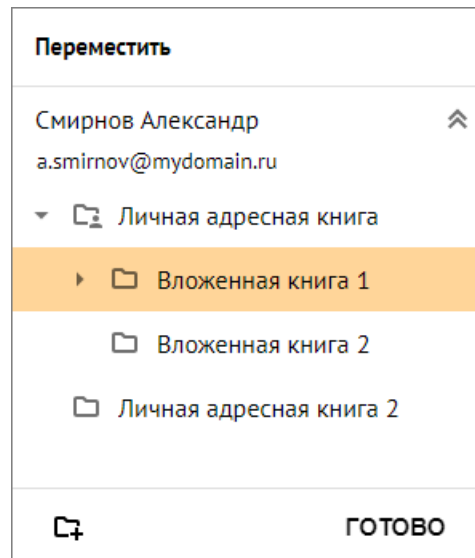 Переместить
Смирнов Александр
a.smirnov@mydomain.ru
Личная адресная книга
Вложенная книга 1
Вложенная книга 2
Личная адресная книга 2
ГОТОВО